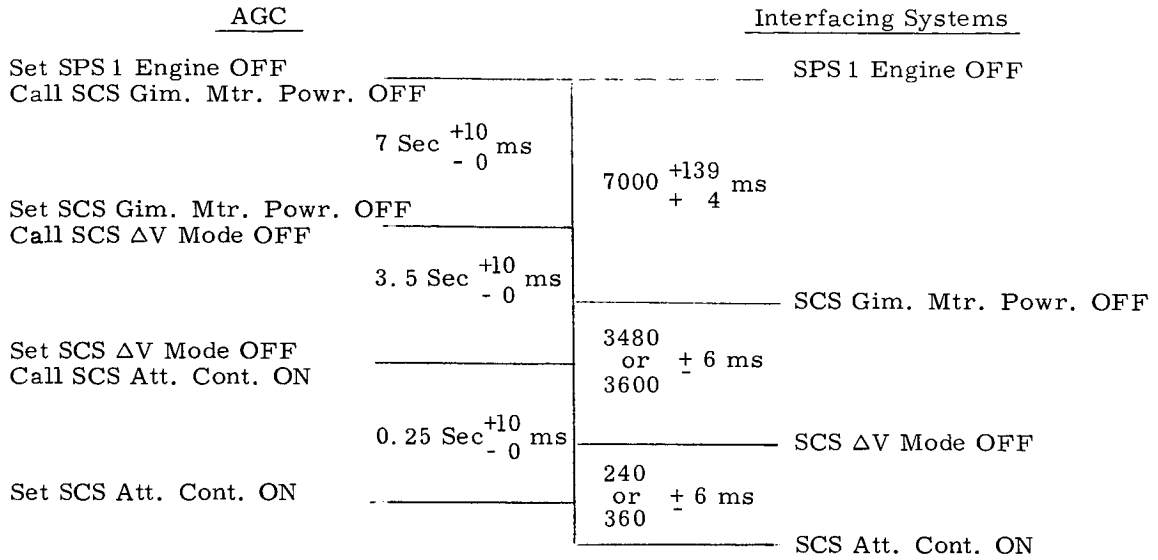 AGC Interfacing Systems
Set SPS 1 Engine OFF SPS 1 Engine OFF
Call SCS Gim. Mtr. Powr. OFF
7 Sec +10 - 0 ms
7000 +139 + 4 ms
Set SCS Gim. Mtr. Powr. OFF
Call SCS ΔV Mode OFF
3.5 Sec +10 - 0 ms
SCS Gim. Mtr. Powr. OFF
3480 or 3600 ± 6 ms
Set SCS ΔV Mode OFF
Call SCS Att. Cont. ON
0.25 Sec +10 - 0 ms
SCS ΔV Mode OFF
240 or 360 ± 6 ms
Set SCS Att. Cont. ON
SCS Att. Cont. ON